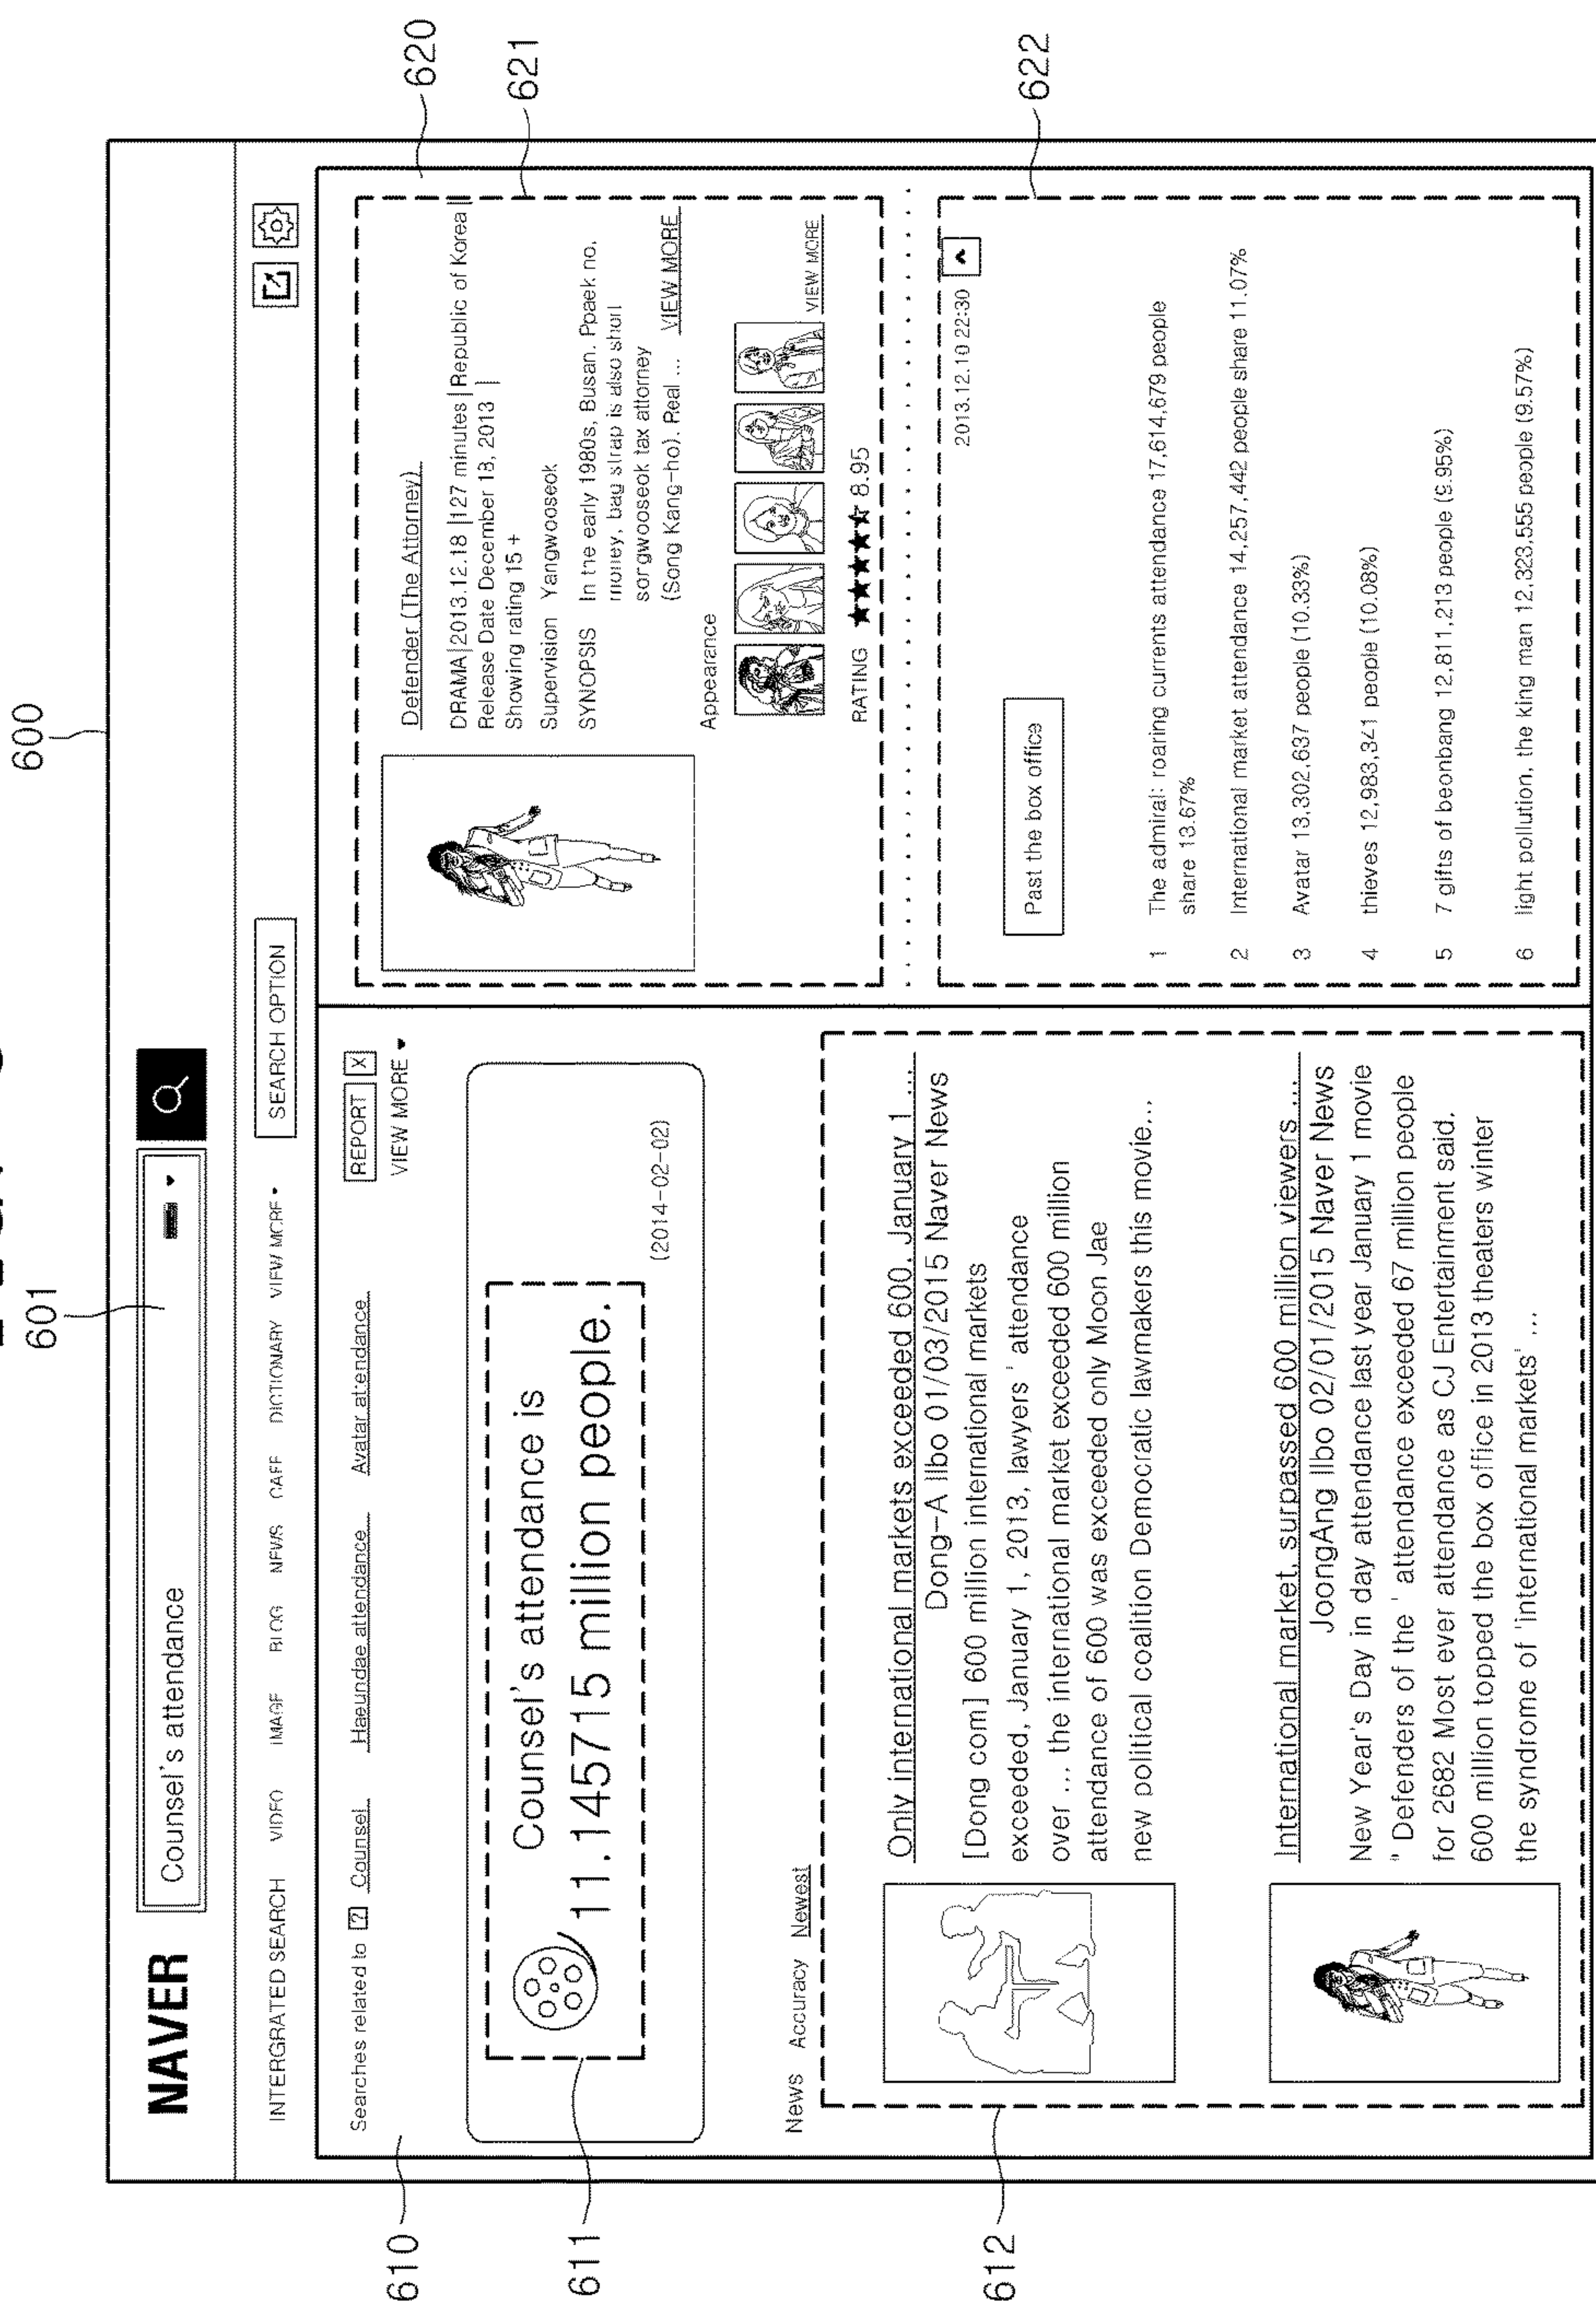 600
601
NAVER
Counsel's attendance
INTERGRATED SEARCH VIDEO IMAGE BLOG NEWS CAFE DICTIONARY VIEW MORE
SEARCH OPTION
610
Searches related to ? Counsel Haeundae attendance Avatar attendance
REPORT X
VIEW MORE
611
Counsel's attendance is
11.145715 million people.
(2014-02-02)
News Accuracy Newest
612
Only international markets exceeded 600. January 1 ...
Dong-A Ilbo 01/03/2015 Naver News
[Dong com] 600 million international markets
exceeded, January 1, 2013, lawyers ' attendance
over ... the international market exceeded 600 million
attendance of 600 was exceeded only Moon Jae
new political coalition Democratic lawmakers this movie...
International market, surpassed 600 million viewers ...
JoongAng Ilbo 02/01/2015 Naver News
New Year's Day in day attendance last year January 1 movie
" Defenders of the ' attendance exceeded 67 million people
for 2682 Most ever attendance as CJ Entertainment said.
600 million topped the box office in 2013 theaters winter
the syndrome of 'international markets' ...
620
621
Defender (The Attorney)
DRAMA|2013.12.18 |127 minutes|Republic of Korea|
Release Date December 18, 2013 |
Showing rating 15 +
Supervision Yangwooseok
SYNOPSIS In the early 1980s, Busan. Ppaek no,
money, bag strap is also short
songwooseok tax attorney
(Song Kang-ho). Real ... VIEW MORE
Appearance
VIEW MORE
RATING ★★★★☆ 8.95
622
2013.12.10 22:30
Past the box office
1 The admiral: roaring currents attendance 17,614,679 people
share 13.67%
2 International market attendance 14,257,442 people share 11.07%
3 Avatar 13,302,637 people (10.33%)
4 thieves 12,983,341 people (10.08%)
5 7 gifts of beonbang 12,811,213 people (9.95%)
6 light pollution, the king man 12,323,555 people (9.57%)